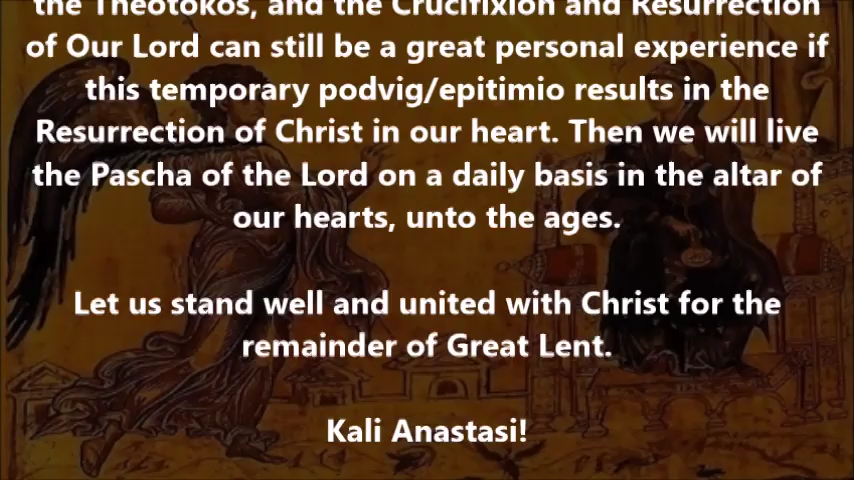 the Theotokos, and the Crucifixion and Resurrection
of Our Lord can still be a great personal experience if
this temporary podvig/epitimio results in the
Resurrection of Christ in our heart. Then we will live
the Pascha of the Lord on a daily basis in the altar of
our hearts, unto the ages.
Let us stand well and united with Christ for the
remainder of Great Lent.
Kali Anastasi!